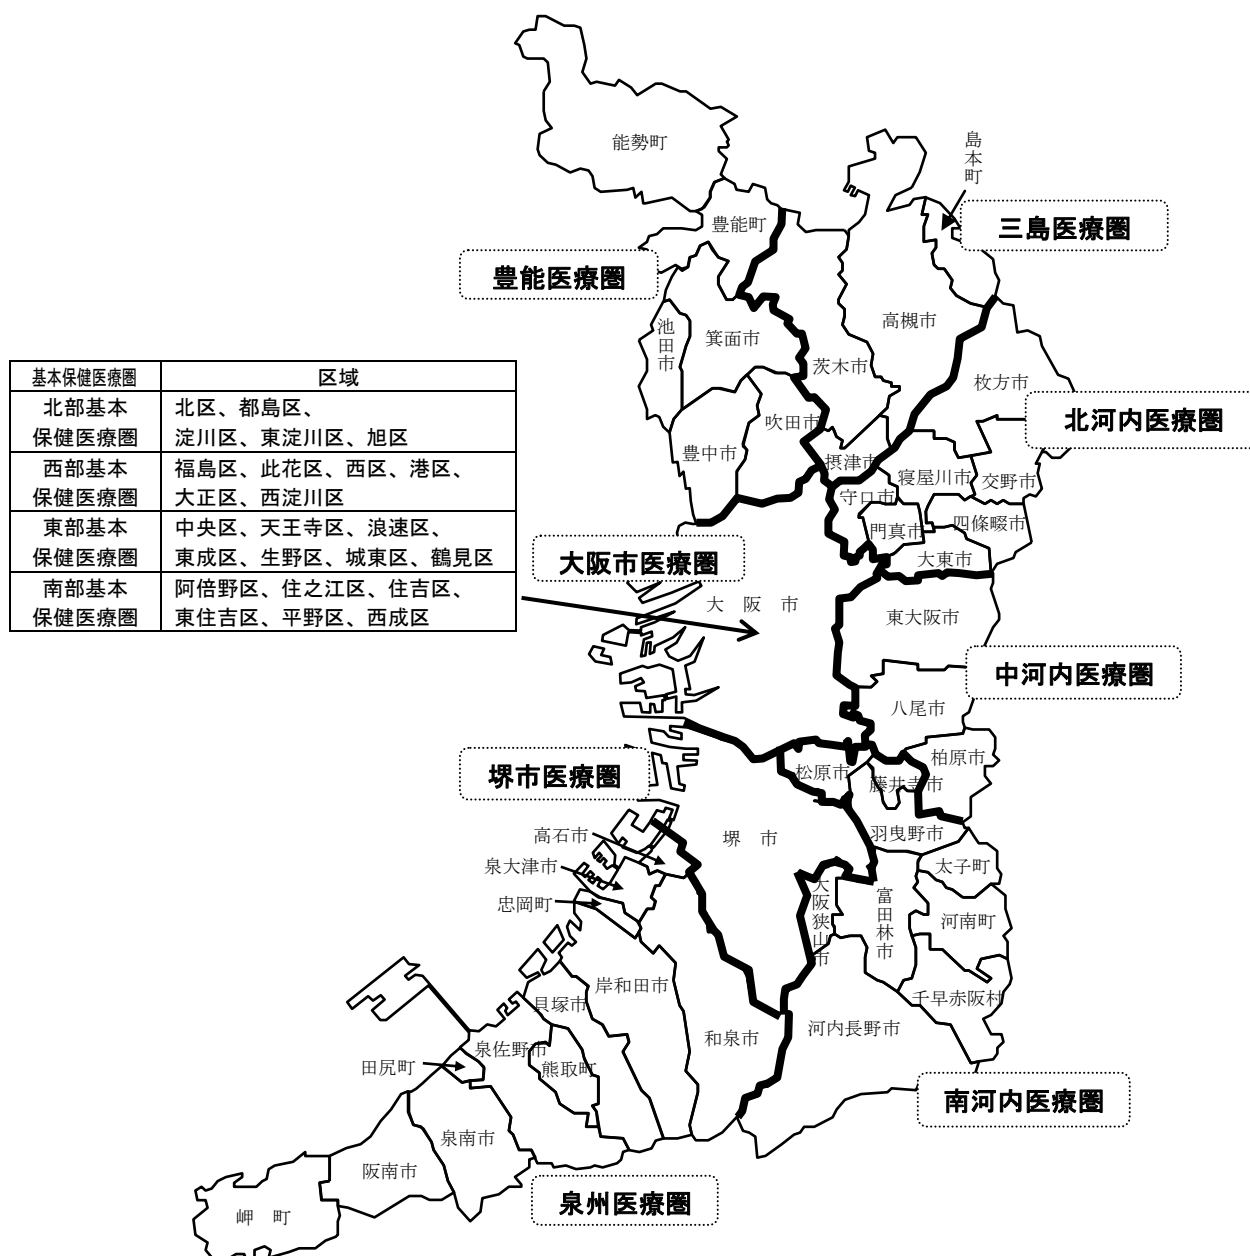 能勢町
島本町
豊能町
三島医療圏
豊能医療圏
池田市
箕面市
高槻市
茨木市
枚方市
吹田市
豊中市
北河内医療圏
摂津市
寝屋川市
交野市
守口市
門真市
四條畷市
大東市
基本保健医療圏 区域
北部基本 北区、都島区、
保健医療圏 淀川区、東淀川区、旭区
西部基本 福島区、此花区、西区、港区、
保健医療圏 大正区、西淀川区
東部基本 中央区、天王寺区、浪速区、
保健医療圏 東成区、生野区、城東区、鶴見区
南部基本 阿倍野区、住之江区、住吉区、
保健医療圏 東住吉区、平野区、西成区
大阪市医療圏
大 阪 市
東大阪市
中河内医療圏
八尾市
柏原市
堺市医療圏
松原市
藤井寺市
高石市
堺 市
羽曳野市
泉大津市
太子町
忠岡町
大阪狭山市
富田林市
河南町
岸和田市
貝塚市
千早赤阪村
和泉市
河内長野市
泉佐野市
田尻町
熊取町
南河内医療圏
泉南市
阪南市
泉州医療圏
岬 町